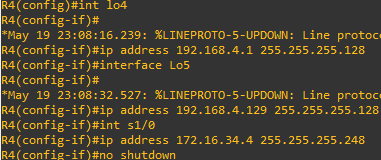 R4(config)#int lo4
R4(config-if)#
*May 19 23:08:16.239: %LINEPROTO-5-UPDOWN: Line protoc
R4(config-if)#ip address 192.168.4.1 255.255.255.128
R4(config-if)#interface Lo5
R4(config-if)#
*May 19 23:08:32.527: %LINEPROTO-5-UPDOWN: Line protoc
R4(config-if)#ip address 192.168.4.129 255.255.255.128
R4(config-if)#int s1/0
R4(config-if)#ip address 172.16.34.4 255.255.255.248
R4(config-if)#no shutdown